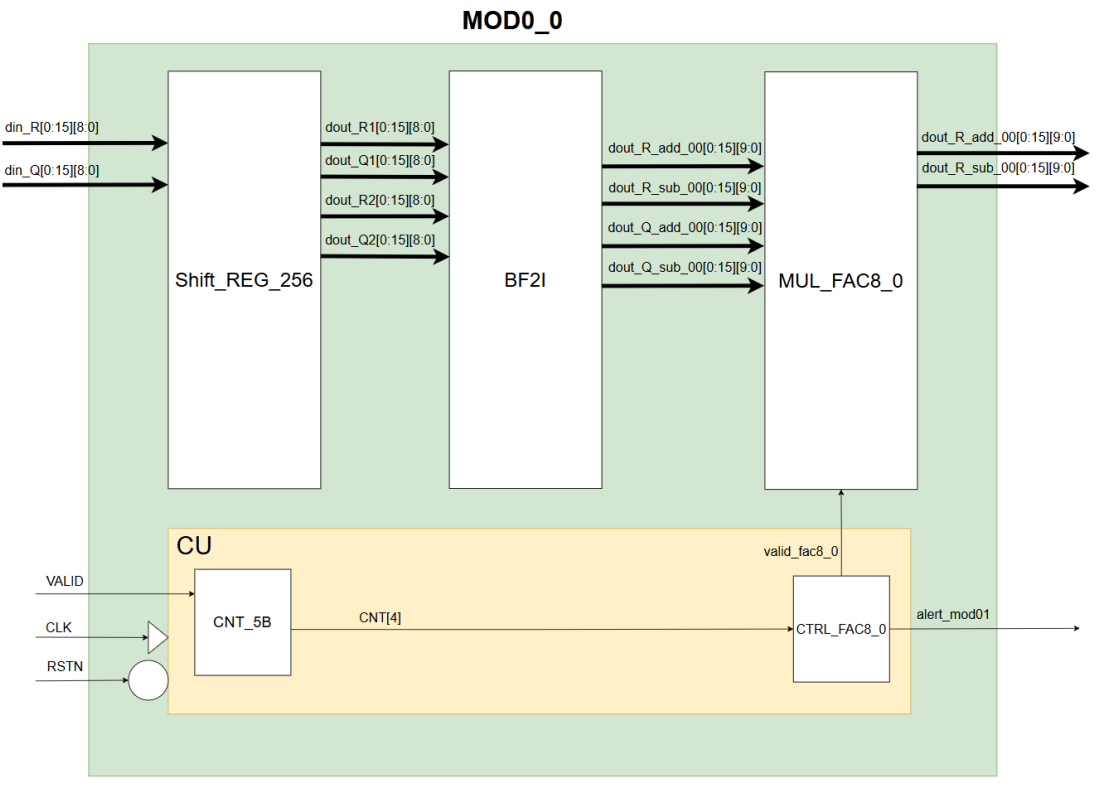 MOD0_0
din_R[0:15][8:0]
din_Q[0:15][8:0]
Shift_REG_256
dout_R1[0:15][8:0]
dout_Q1[0:15][8:0]
dout_R2[0:15][8:0]
dout_Q2[0:15][8:0]
BF2I
dout_R_add_00[0:15][9:0]
dout_R_sub_00[0:15][9:0]
dout_Q_add_00[0:15][9:0]
dout_Q_sub_00[0:15][9:0]
MUL_FAC8_0
dout_R_add_00[0:15][9:0]
dout_R_sub_00[0:15][9:0]
CU
valid_fac8_0
VALID
CLK
RSTN
CNT_5B
CNT[4]
CTRL_FAC8_0
alert_mod01